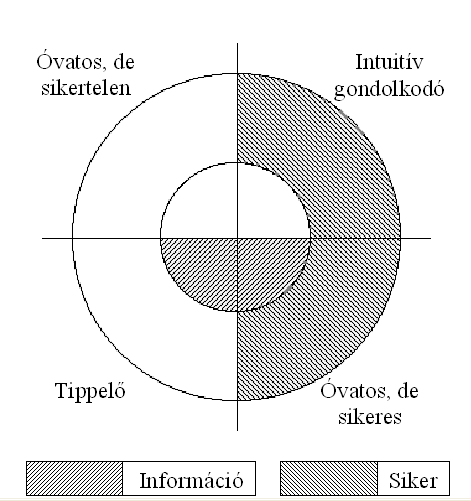 Óvatos, de
sikertelen
Intuitív
gondolkodó
Tippelő
Óvatos, de
sikeres
Információ
Siker